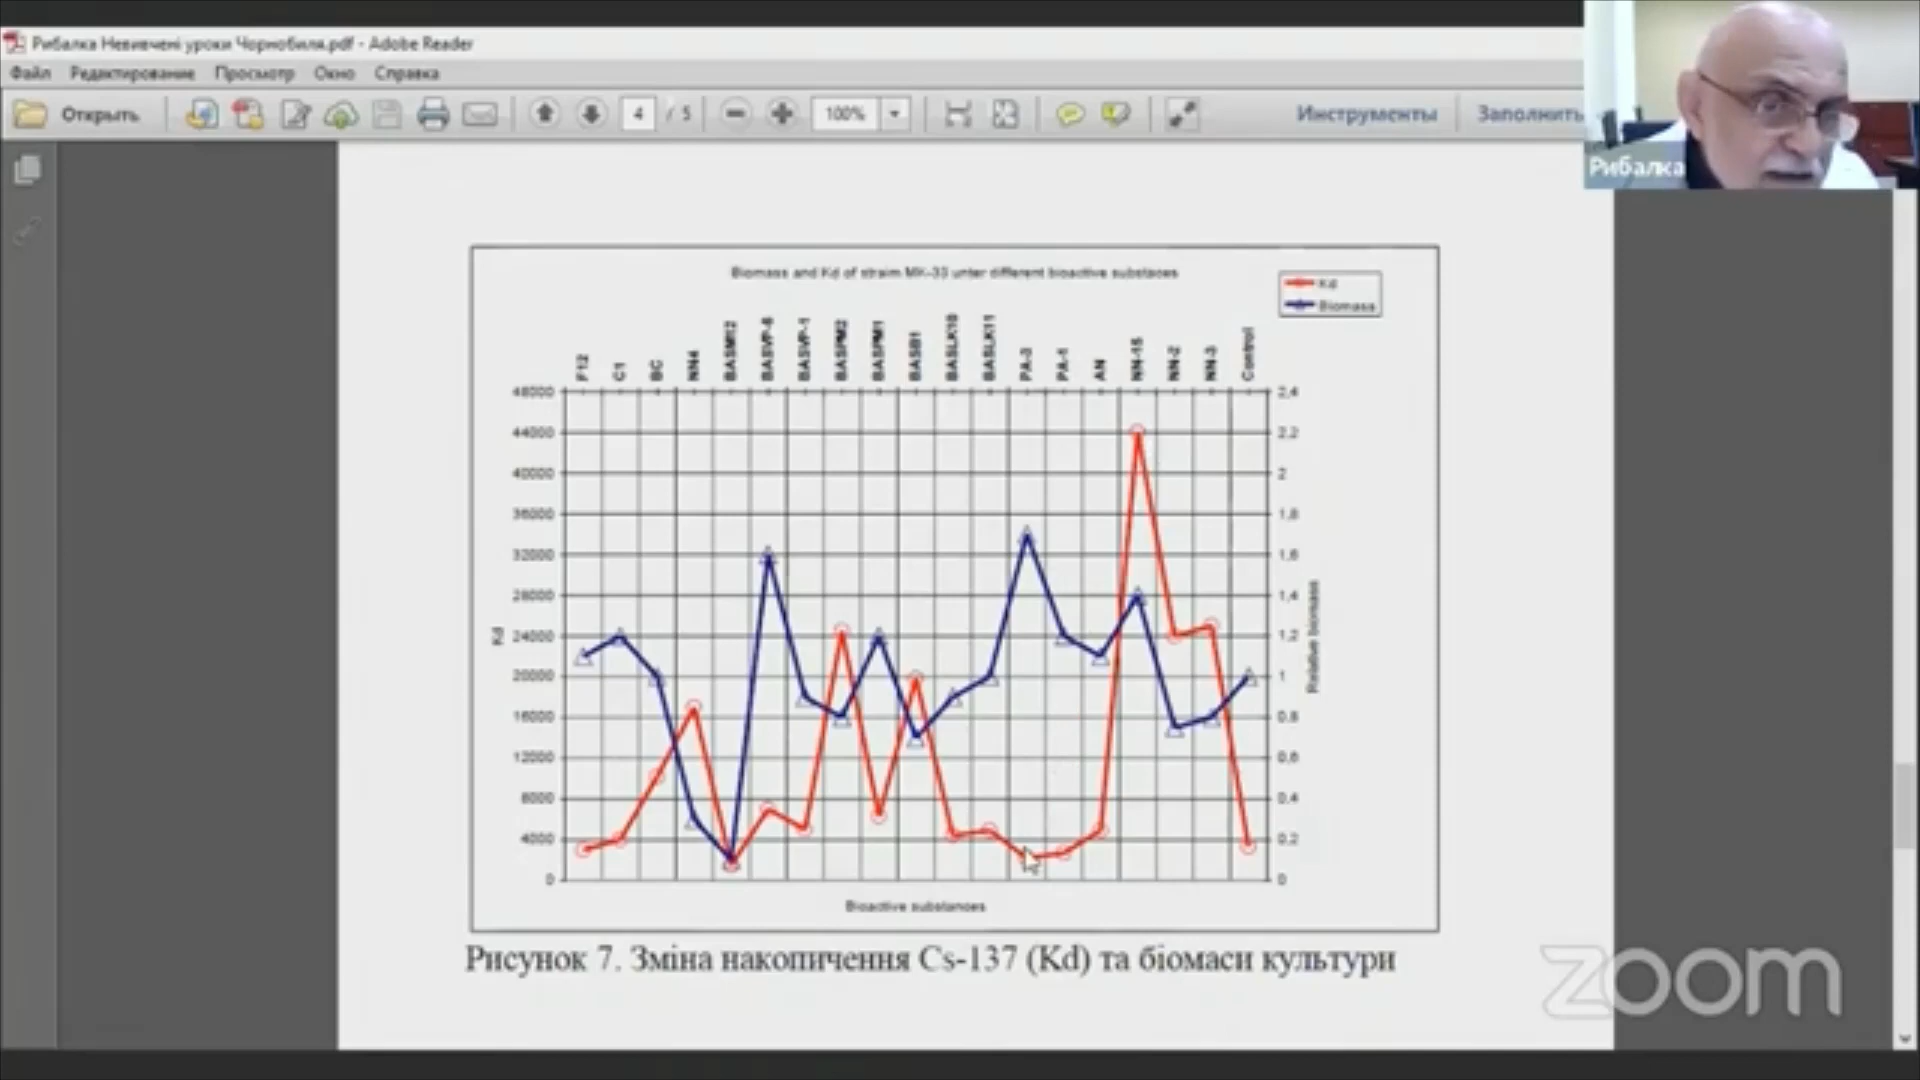 Рибалка Невивчені уроки Чорнобиля.pdf - Adobe Reader
Файл Редактирование Просмотр Окно Справка
Открыть 4 / 5 100% Инструменты Заполнить
Рибалка
Biomass and Kd of straim MK-33 unter different bioactive substaces
Kd
Biomass
F12 C1 BC NN4 BASM12 BASVP-6 BASVP-1 BASPM2 BASPM1 BASB1 BASLK10 BASLK11 PA-3 PA-1 AN NN-15 NN-2 NN-3 Control
48000 2,4
44000 2,2
40000 2
36000 1,8
32000 1,6
28000 1,4
24000 1,2
20000 1
16000 0,8
12000 0,6
8000 0,4
4000 0,2
0 0
Kd
Relative biomass
Bioactive substances
Рисунок 7. Зміна накопичення Cs-137 (Kd) та біомаси культури
zoom